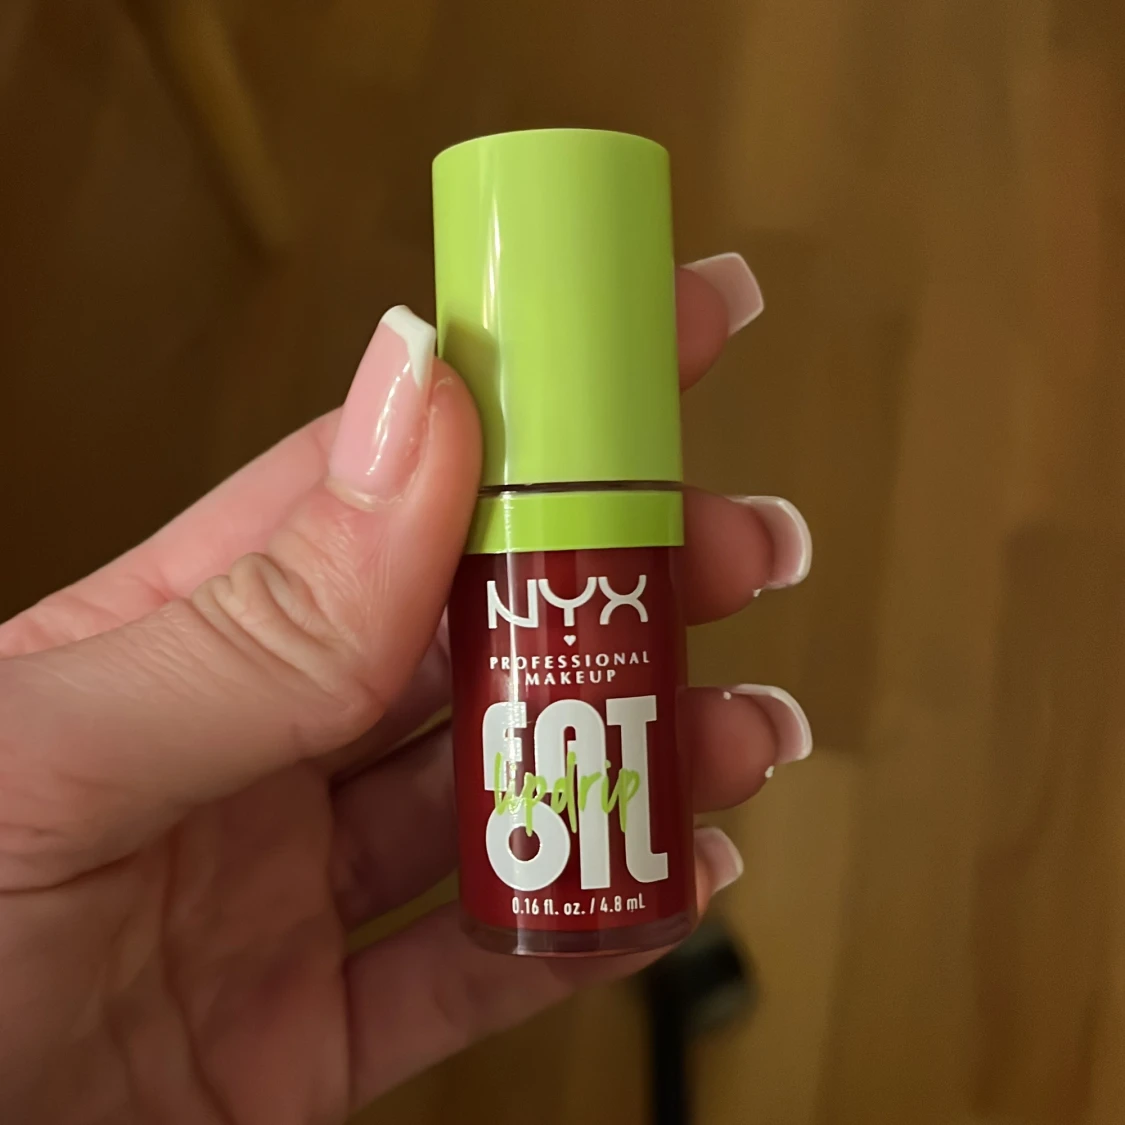 NYX
PROFESSIONAL
MAKEUP
FAT
lipdrip
OIL
0.16 fl. oz. / 4.8 mL